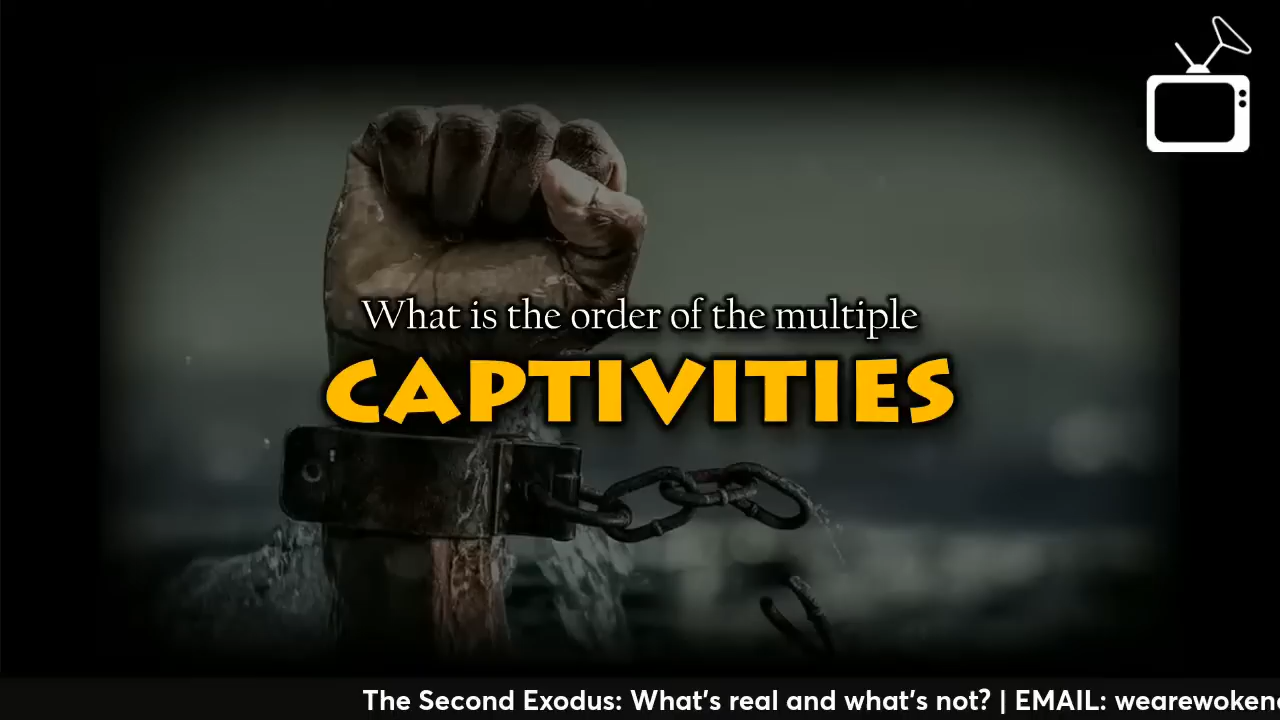 What is the order of the multiple
CAPTIVITIES
The Second Exodus: What's real and what's not? | EMAIL: